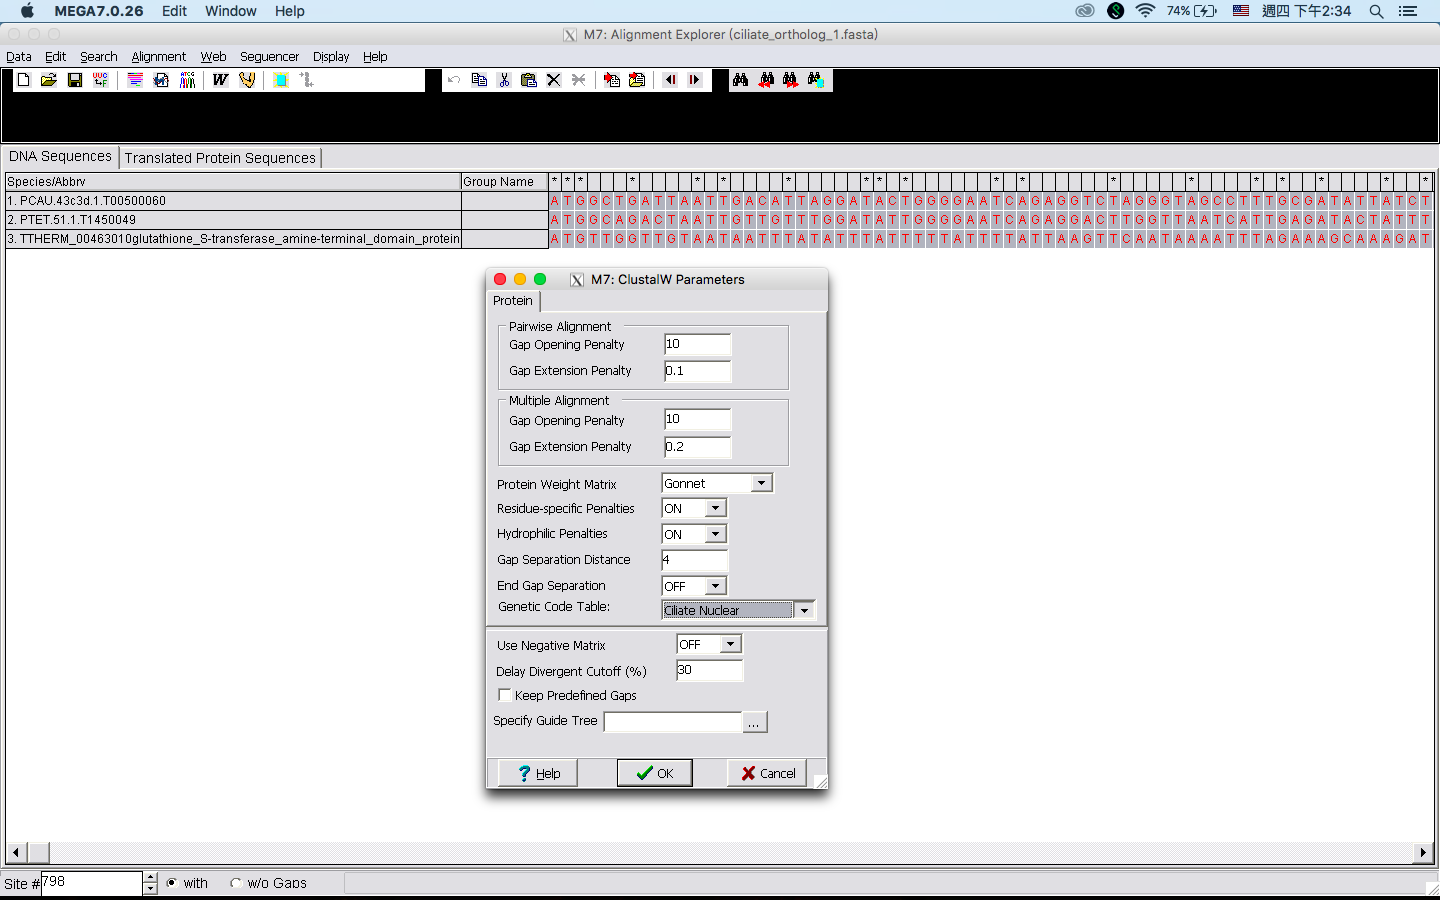 MEGA7.0.26 Edit Window Help 74% 週四 下午2:34
M7: Alignment Explorer (ciliate_ortholog_1.fasta)
Data Edit Search Alignment Web Sequencer Display Help
DNA Sequences Translated Protein Sequences
Species/Abbrv Group Name * * * * * * * * * * * * * * * * * *
1. PCAU.43c3d.1.T00500060 A T G G C T G A T T A A T T G A C A T T A G G A T A C T G G G G A A T C A G A G G T C T A G G G T A G C C T T T G C G A T A T T A T C T
2. PTET.51.1.T1450049 A T G G C A G A C T A A T T G T T G T T T G G A T A T T G G G G A A T C A G A G G A C T T G G T T A A T C A T T G A G A T A C T A T T T
3. TTHERM_00463010glutathione_S-transferase_amine-terminal_domain_protein A T G T T G G T T G T A A T A A T T T A T A T T T A T T T T T A T T T T A T T A A G T T C A A T A A A A T T T A G A A A G C A A A G A T
M7: ClustalW Parameters
Protein
Pairwise Alignment
Gap Opening Penalty 10
Gap Extension Penalty 0.1
Multiple Alignment
Gap Opening Penalty 10
Gap Extension Penalty 0.2
Protein Weight Matrix Gonnet
Residue-specific Penalties ON
Hydrophilic Penalties ON
Gap Separation Distance 4
End Gap Separation OFF
Genetic Code Table: Ciliate Nuclear
Use Negative Matrix OFF
Delay Divergent Cutoff (%) 30
Keep Predefined Gaps
Specify Guide Tree ...
? Help OK Cancel
Site # 798 with w/o Gaps